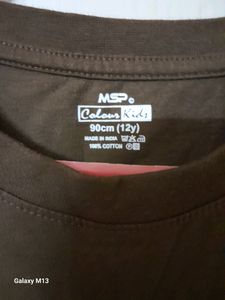 MSP
Colour Kids
90cm (12y)
MADE IN INDIA
100% COTTON
Galaxy M13